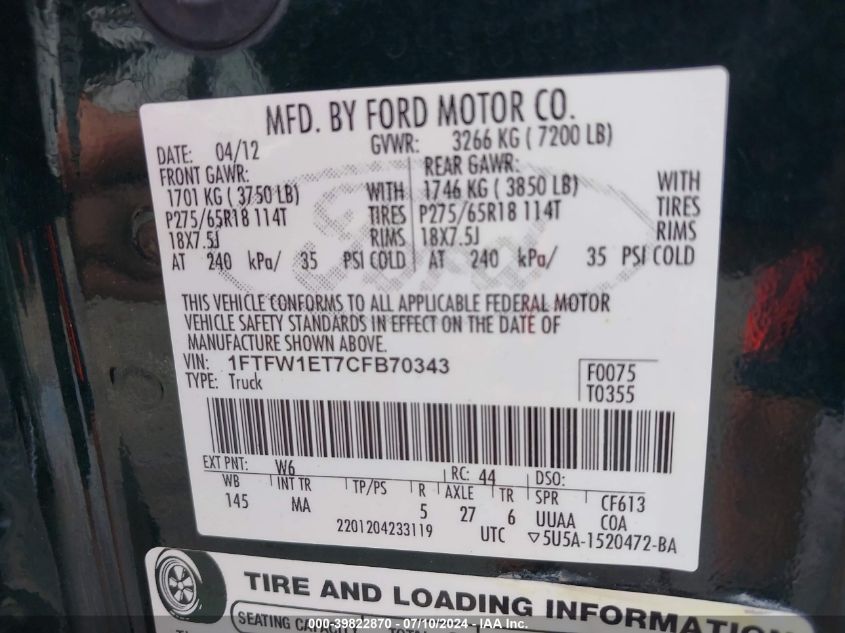 MFD. BY FORD MOTOR CO.
DATE: 04/12 GVWR: 3266 KG ( 7200 LB)
FRONT GAWR: REAR GAWR:
1701 KG ( 3750 LB) WITH 1746 KG ( 3850 LB) WITH
P275/65R18 114T TIRES P275/65R18 114T TIRES
18X7.5J RIMS 18X7.5J RIMS
AT 240 kPa/ 35 PSI COLD AT 240 kPa/ 35 PSI COLD
THIS VEHICLE CONFORMS TO ALL APPLICABLE FEDERAL MOTOR
VEHICLE SAFETY STANDARDS IN EFFECT ON THE DATE OF
MANUFACTURE SHOWN ABOVE.
VIN: 1FTFW1ET7CFB70343 F0075
TYPE: Truck T0355
EXT PNT: W6 RC: 44 DSO:
WB INT TR TP/PS R AXLE TR SPR CF613
145 MA 5 27 6 UUAA COA
2201204233119 UTC ▽5U5A-1520472-BA
TIRE AND LOADING INFORMATION
SEATING CAPACITY
000-39822870 - 07/10/2024 - IAA Inc.